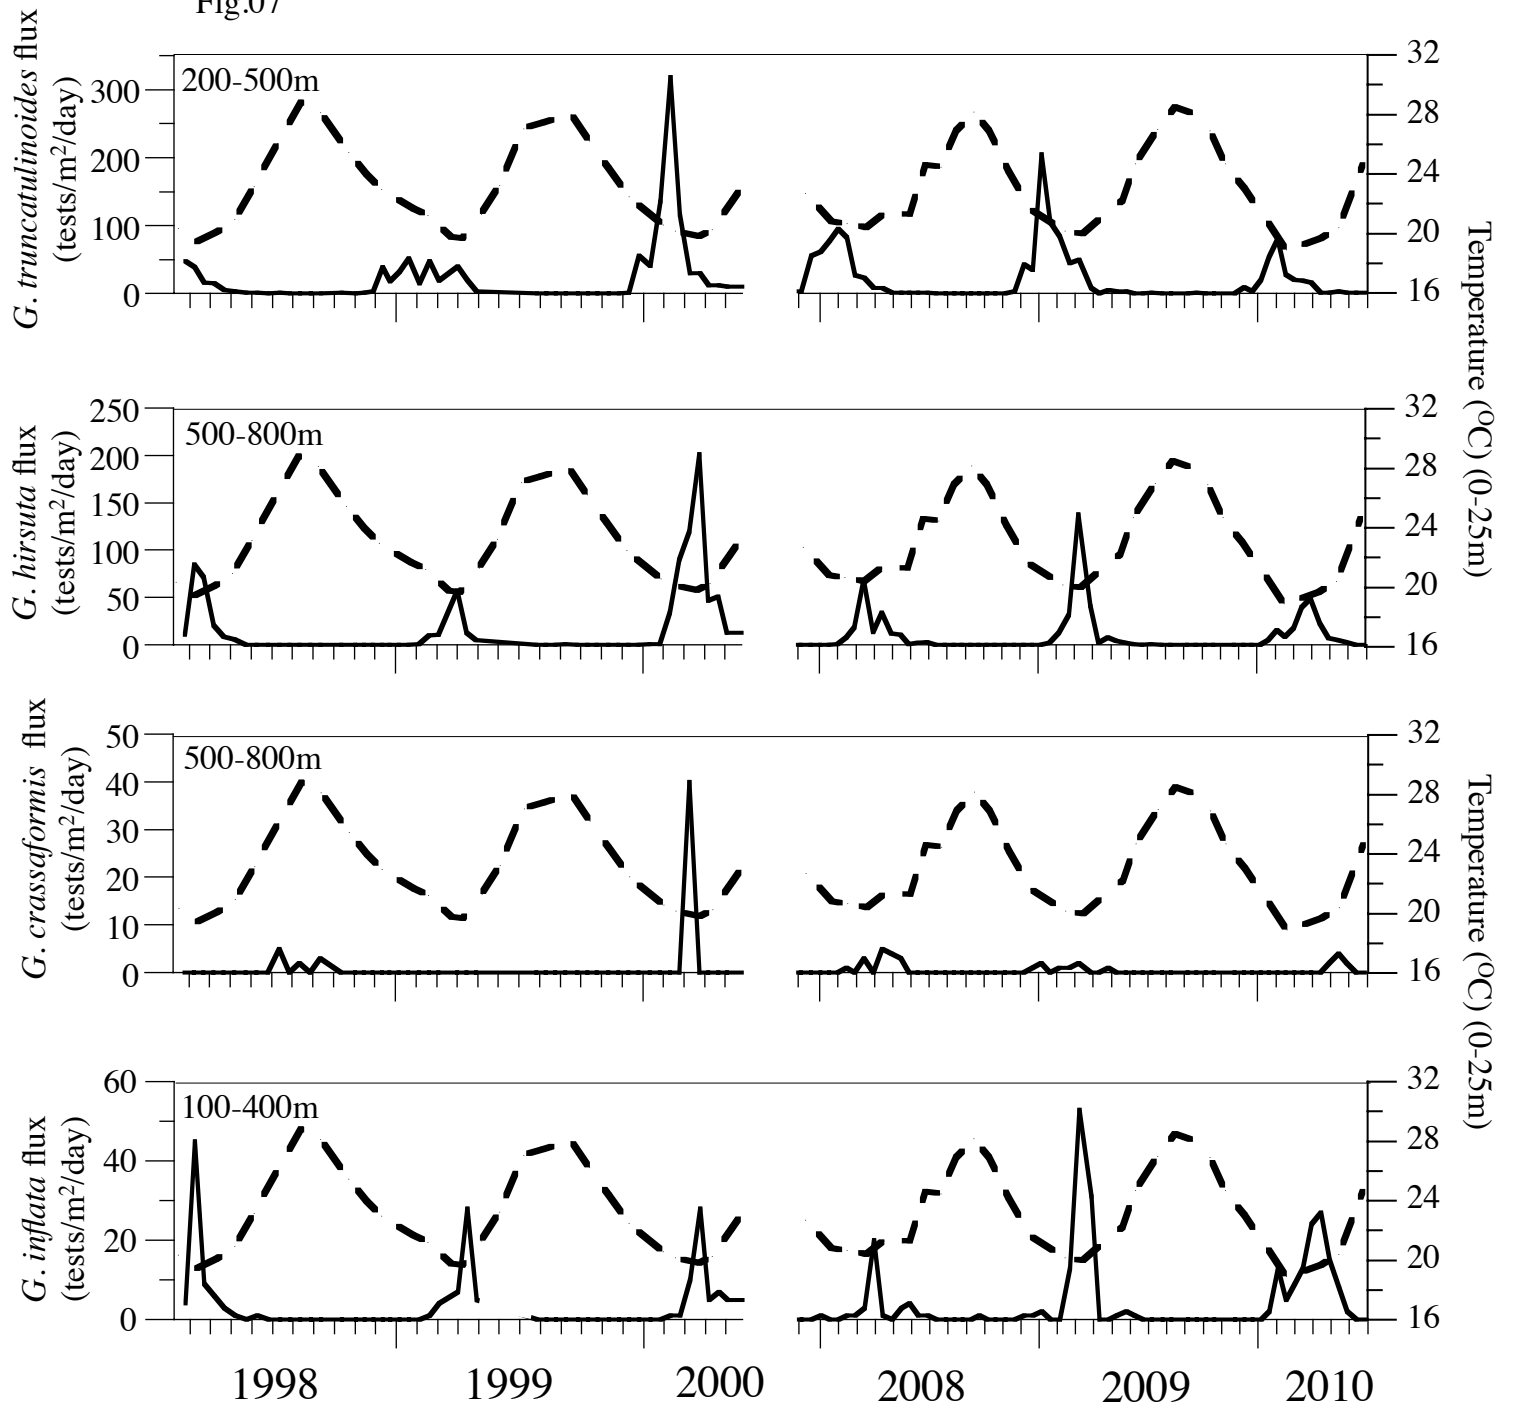 Fig.07
G. truncatulinoides flux
(tests/m²/day)
200-500m
300
200
100
0
32
28
24
20
16
Temperature (°C) (0-25m)
G. hirsuta flux
(tests/m²/day)
500-800m
250
200
150
100
50
0
32
28
24
20
16
G. crassaformis flux
(tests/m²/day)
500-800m
50
40
30
20
10
0
32
28
24
20
16
Temperature (°C) (0-25m)
G. inflata flux
(tests/m²/day)
100-400m
60
40
20
0
32
28
24
20
16
1998 1999 2000 2008 2009 2010